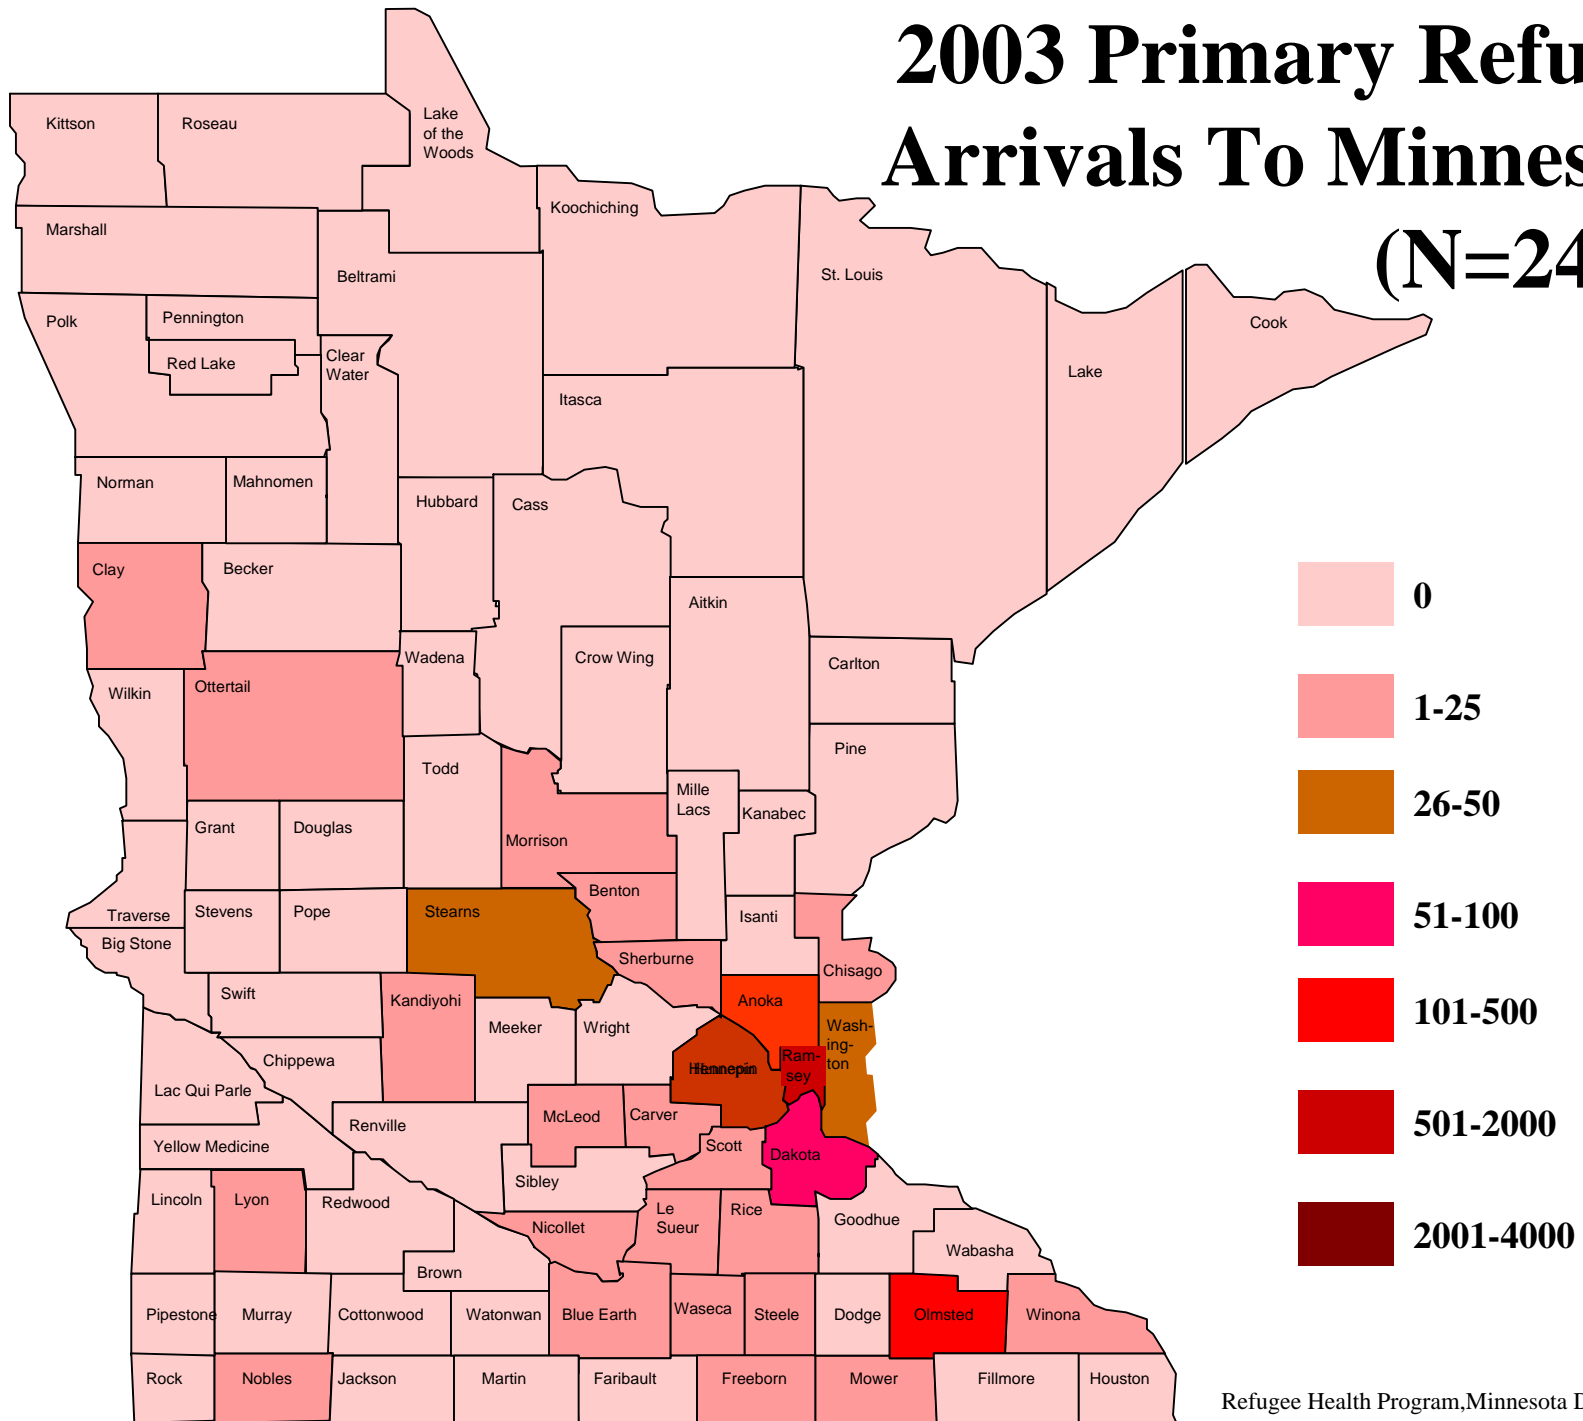 2003 Primary Refu
Arrivals To Minnes
(N=24
Kittson
Roseau
Lake
of the
Woods
Koochiching
Marshall
Beltrami
St. Louis
Polk
Pennington
Cook
Red Lake
Clear
Water
Lake
Itasca
Norman
Mahnomen
Hubbard
Cass
Clay
Becker
Aitkin
0
Wadena
Crow Wing
Carlton
Wilkin
Ottertail
1-25
Pine
Todd
Mille
Lacs
Kanabec
26-50
Grant
Douglas
Morrison
Benton
Traverse
Stevens
Pope
Stearns
Isanti
51-100
Big Stone
Sherburne
Chisago
Swift
Kandiyohi
Anoka
101-500
Meeker
Wright
Wash-
ing-
ton
Chippewa
Hennepin
Hennepin
Ram-
sey
Lac Qui Parle
McLeod
Carver
Renville
501-2000
Yellow Medicine
Scott
Dakota
Sibley
Lincoln
Lyon
Redwood
Nicollet
Le
Sueur
Rice
Goodhue
2001-4000
Wabasha
Brown
Pipestone
Murray
Cottonwood
Watonwan
Blue Earth
Waseca
Steele
Dodge
Olmsted
Winona
Rock
Nobles
Jackson
Martin
Faribault
Freeborn
Mower
Fillmore
Houston
Refugee Health Program,Minnesota D